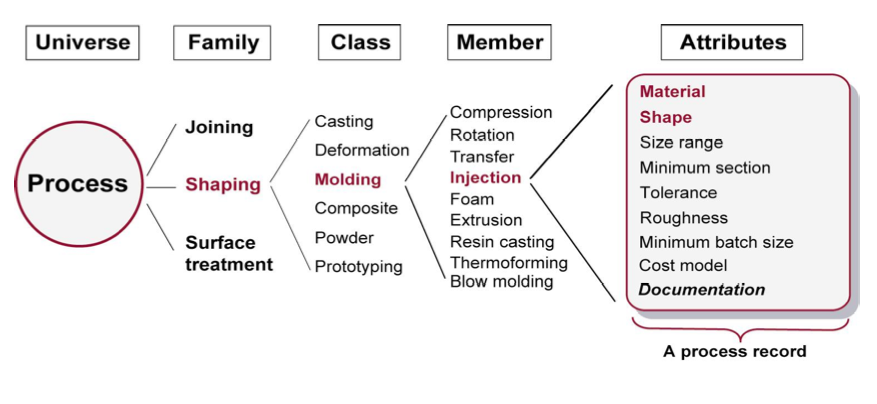 Universe
Family
Class
Member
Attributes
Process
Joining
Shaping
Surface
treatment
Casting
Deformation
Molding
Composite
Powder
Prototyping
Compression
Rotation
Transfer
Injection
Foam
Extrusion
Resin casting
Thermoforming
Blow molding
Material
Shape
Size range
Minimum section
Tolerance
Roughness
Minimum batch size
Cost model
Documentation
A process record